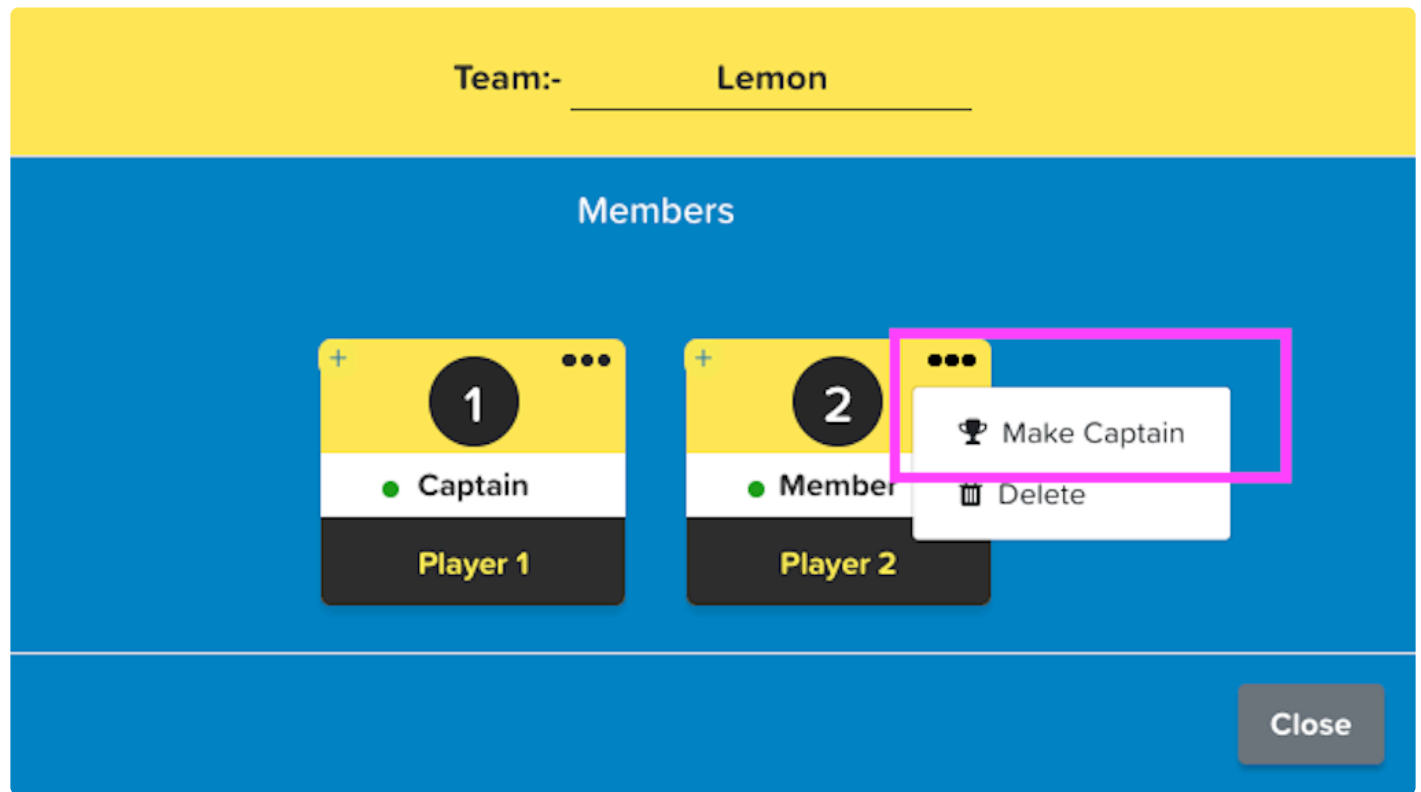 Team:- Lemon
Members
+ 1 •••
+ 2 •••
Make Captain
Captain
Member
Delete
Player 1
Player 2
Close